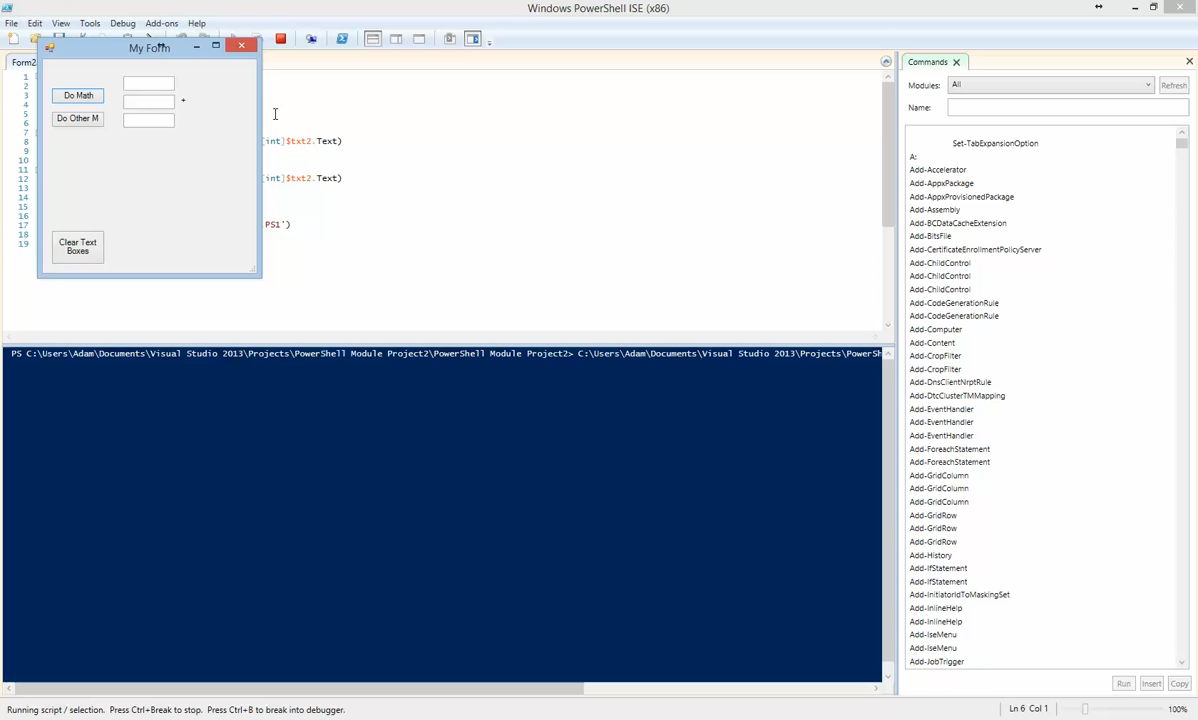 Windows PowerShell ISE (x86)
File Edit View Tools Debug Add-ons Help
My Form
Form2
Commands
Do Math
+
Do Other M
Clear Text
Boxes
1
2
3
4
5
6
7
8
9
10
11
12
13
14
15
16
17
18
19
[int]$txt2.Text)
[int]$txt2.Text)
.PS1')
PS C:\Users\Adam\Documents\Visual Studio 2013\Projects\PowerShell Module Project2\PowerShell Module Project2> C:\Users\Adam\Documents\Visual Studio 2013\Projects\PowerSh
Modules: All Refresh
Name:
Set-TabExpansionOption
A:
Add-Accelerator
Add-AppxPackage
Add-AppxProvisionedPackage
Add-Assembly
Add-BCDataCacheExtension
Add-BitsFile
Add-CertificateEnrollmentPolicyServer
Add-ChildControl
Add-ChildControl
Add-ChildControl
Add-CodeGenerationRule
Add-CodeGenerationRule
Add-Computer
Add-Content
Add-CropFilter
Add-CropFilter
Add-DnsClientNrptRule
Add-DtcClusterTMMapping
Add-EventHandler
Add-EventHandler
Add-EventHandler
Add-ForeachStatement
Add-ForeachStatement
Add-GridColumn
Add-GridColumn
Add-GridColumn
Add-GridRow
Add-GridRow
Add-GridRow
Add-History
Add-IfStatement
Add-IfStatement
Add-InitiatorIdToMaskingSet
Add-InlineHelp
Add-InlineHelp
Add-IseMenu
Add-IseMenu
Add-JobTrigger
Run Insert Copy
Running script / selection. Press Ctrl+Break to stop. Press Ctrl+B to break into debugger.
Ln 6 Col 1
100%